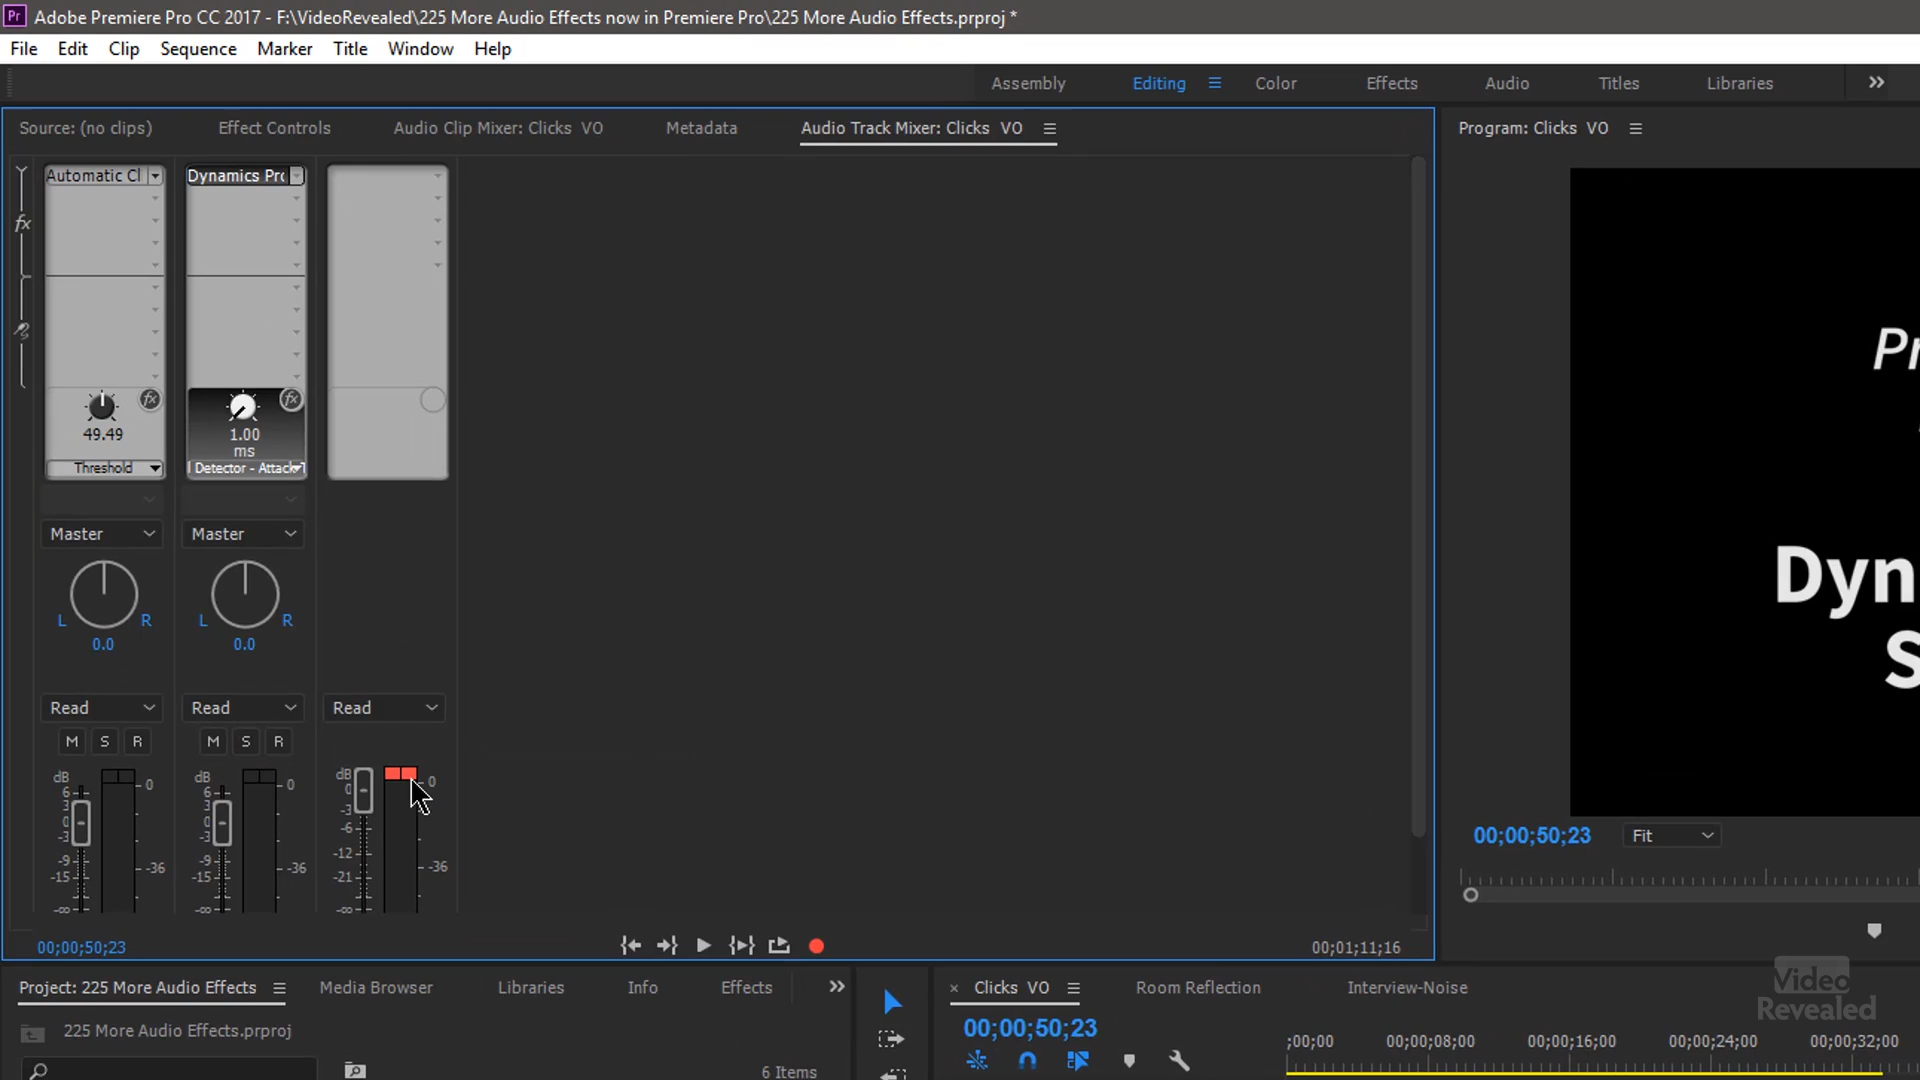 Pr Adobe Premiere Pro CC 2017 - F:\VideoRevealed\225 More Audio Effects now in Premiere Pro\225 More Audio Effects.prproj *
File Edit Clip Sequence Marker Title Window Help
Assembly Editing Color Effects Audio Titles Libraries
Source: (no clips) Effect Controls Audio Clip Mixer: Clicks VO Metadata Audio Track Mixer: Clicks VO Program: Clicks VO
Automatic Cl Dynamics Pro
fx
Pr
fx fx
49.49 1.00
ms
Threshold l Detector - Attack T
Master Master
Dyn
L R L R
0.0 0.0
S
Read Read Read
M S R M S R
dB dB dB
6 0 6 0 0 0
3 3 -3
0 0 -6
-3 -3 -12
-9 -36 -9 -36 -21 -36
-15 -15
-∞ -∞ -∞
00;00;50;23 Fit
00;00;50;23 00;01;11;16
Project: 225 More Audio Effects Media Browser Libraries Info Effects × Clicks VO Room Reflection Interview-Noise
Video
Revealed
225 More Audio Effects.prproj 00;00;50;23
;00;00 00;00;08;00 00;00;16;00 00;00;24;00 00;00;32;00
6 Items